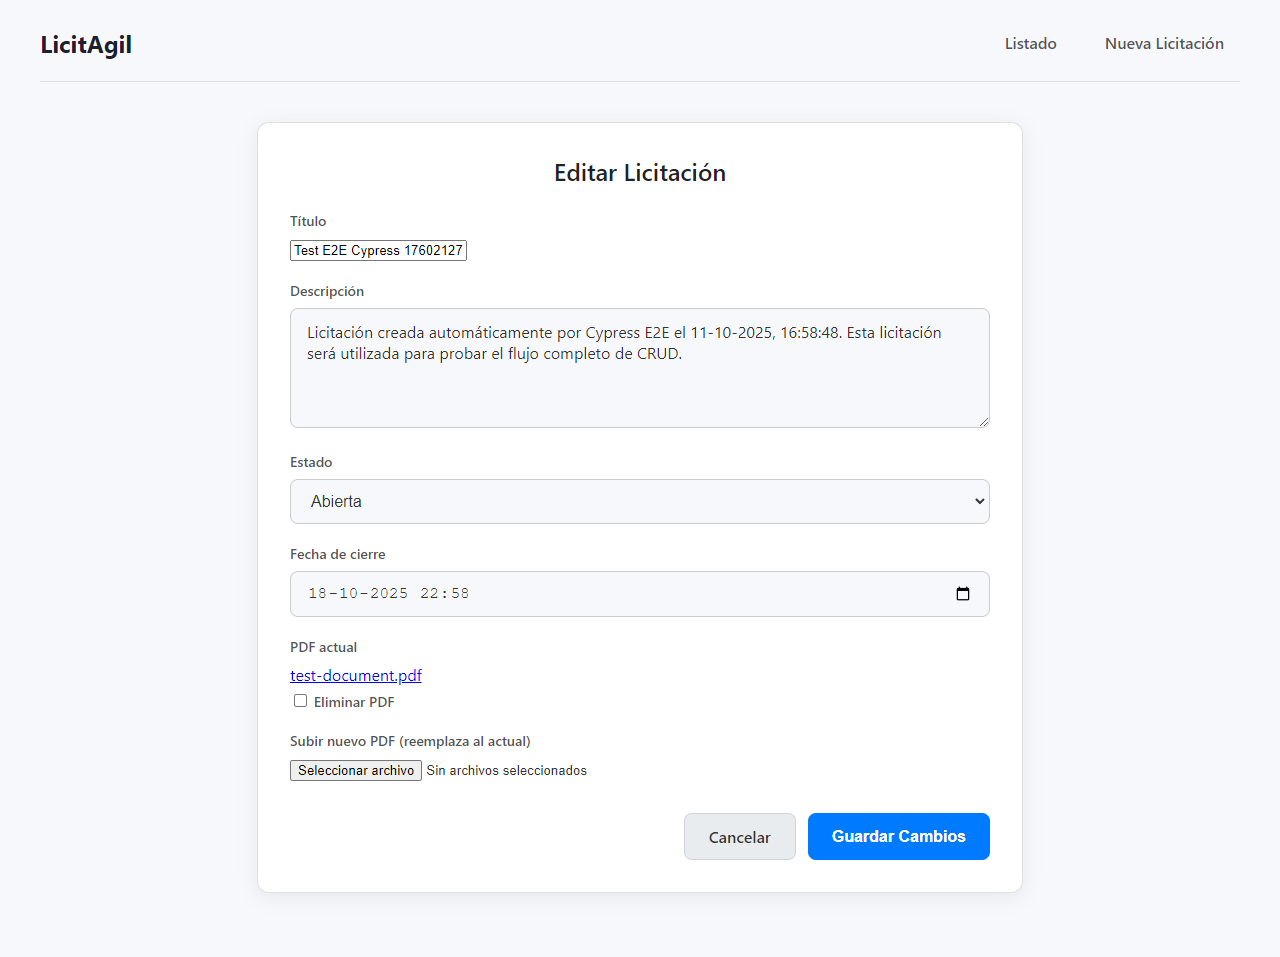 LicitAgil
Listado
Nueva Licitación
Editar Licitación
Título
Test E2E Cypress 17602127
Descripción
Licitación creada automáticamente por Cypress E2E el 11-10-2025, 16:58:48. Esta licitación
será utilizada para probar el flujo completo de CRUD.
Estado
Abierta
Fecha de cierre
18-10-2025 22:58
PDF actual
test-document.pdf
Eliminar PDF
Subir nuevo PDF (reemplaza al actual)
Seleccionar archivo Sin archivos seleccionados
Cancelar
Guardar Cambios